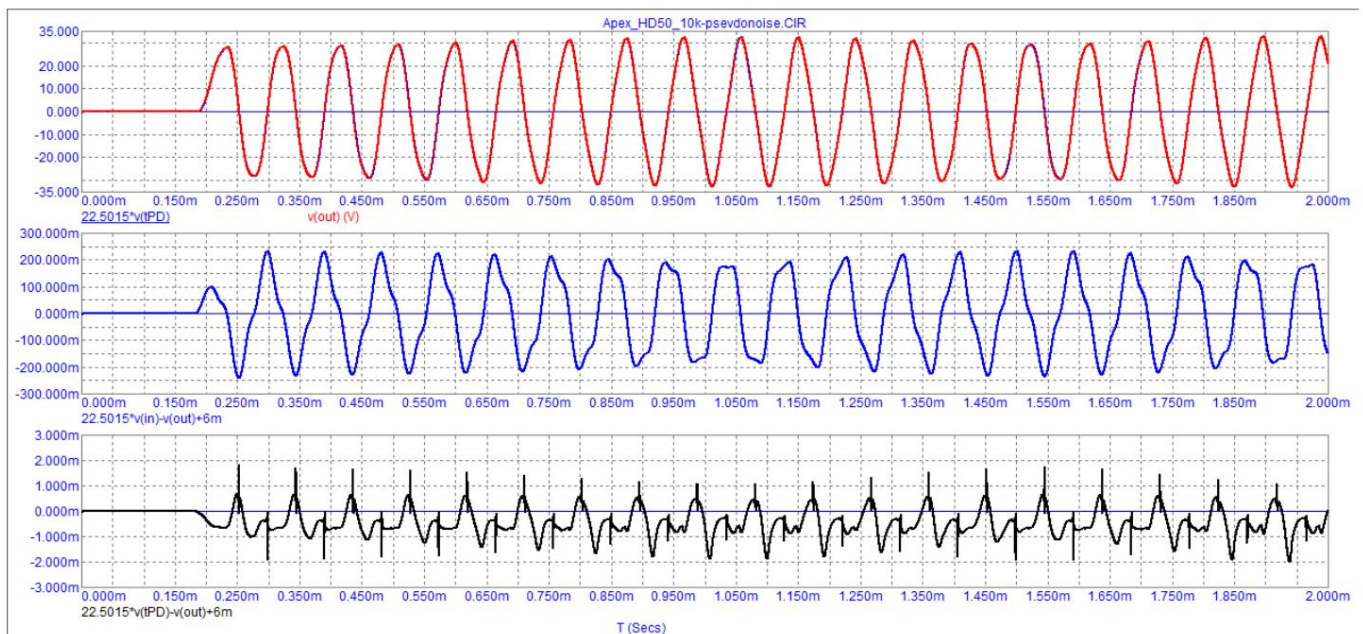 Apex_HD50_10k-psevdonoise.CIR
35.000
20.000
10.000
0.000
-10.000
-20.000
-35.000
0.000m 0.150m 0.250m 0.350m 0.450m 0.550m 0.650m 0.750m 0.850m 0.950m 1.050m 1.150m 1.250m 1.350m 1.450m 1.550m 1.650m 1.750m 1.850m 2.000m
22.5015*v(tPD) v(out) (V)
300.000m
200.000m
100.000m
0.000m
-100.000m
-200.000m
-300.000m
0.000m 0.150m 0.250m 0.350m 0.450m 0.550m 0.650m 0.750m 0.850m 0.950m 1.050m 1.150m 1.250m 1.350m 1.450m 1.550m 1.650m 1.750m 1.850m 2.000m
22.5015*v(in)-v(out)+6m
3.000m
2.000m
1.000m
0.000m
-1.000m
-2.000m
-3.000m
0.000m 0.150m 0.250m 0.350m 0.450m 0.550m 0.650m 0.750m 0.850m 0.950m 1.050m 1.150m 1.250m 1.350m 1.450m 1.550m 1.650m 1.750m 1.850m 2.000m
22.5015*v(tPD)-v(out)+6m
T (Secs)